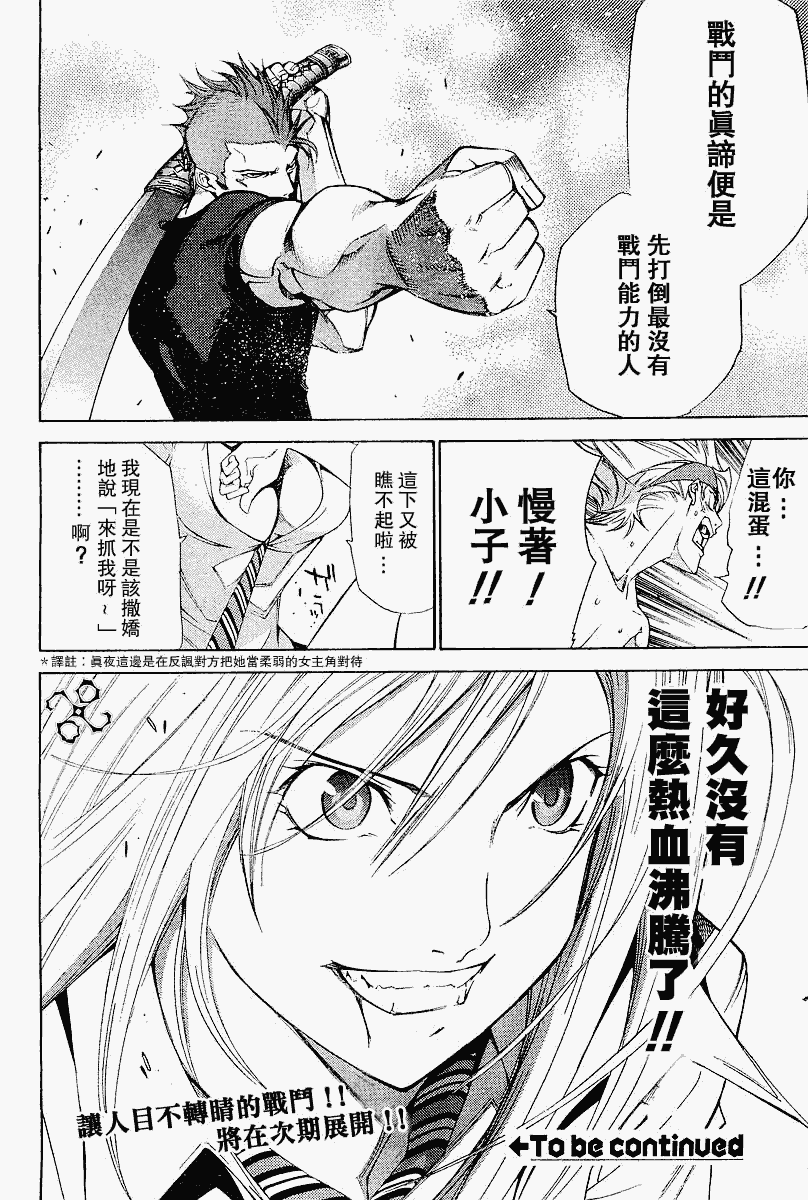 戰鬥的眞諦便是
先打倒最沒有
戰鬥能力的人
你…
這混蛋…!!
慢著！
小子!!
這下又被
瞧不起啦…
我現在是不是該撒嬌
地說「來抓我呀～」
………啊？
＊譯註：眞夜這邊是在反諷對方把她當柔弱的女主角對待
好久沒有
這麼熱血沸騰了!!
讓人目不轉睛的戰鬥!!
將在次期展開!!
←To be continued